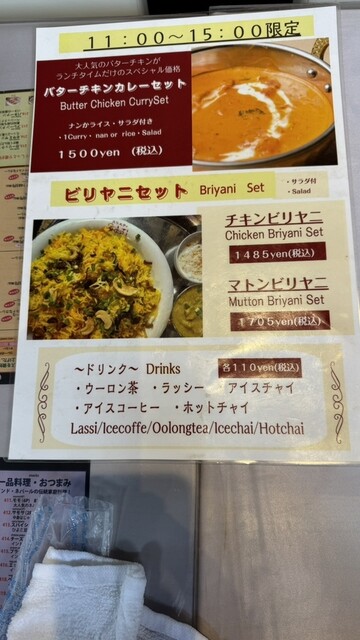 11:00～15:00限定
大人気のバターチキンが
ランチタイムだけのスペシャル価格
バターチキンカレーセット
Butter Chicken CurrySet
ナンかライス・サラダ付き
・1Curry・ nan or rice・Salad
1500yen (税込)
ビリヤニセット Briyani Set
・サラダ付
・Salad
チキンビリヤニ
Chicken Briyani Set
1485yen(税込)
マトンビリヤニ
Mutton Briyani Set
1705yen(税込)
～ドリンク～ Drinks 各110yen(税込)
・ウーロン茶 ・ラッシー アイスチャイ
・アイスコーヒー ・ホットチャイ
Lassi/Icecoffe/Oolongtea/Icechai/Hotchai
一品料理・おつまみ